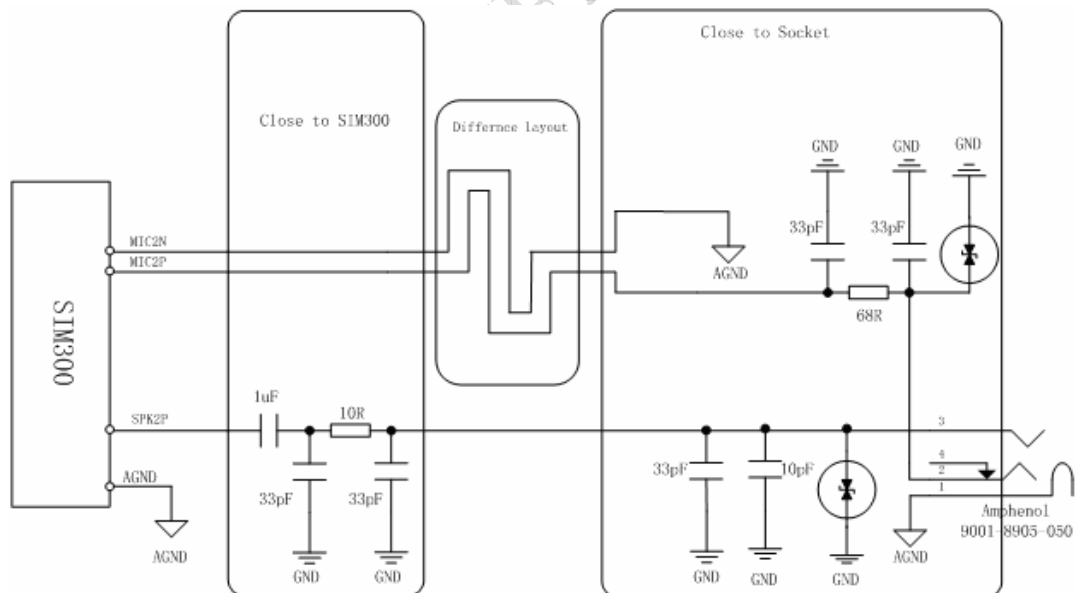 Close to Socket
Close to SIM300
Differnce layout
GND
GND
GND
33pF
33pF
MIC2N
MIC2P
AGND
68R
SIM300
1uF
10R
SPK2P
3
33pF
10pF
4
2
1
AGND
33pF
33pF
Amphenol
9001-8905-050
AGND
AGND
GND
GND
GND
GND
GND